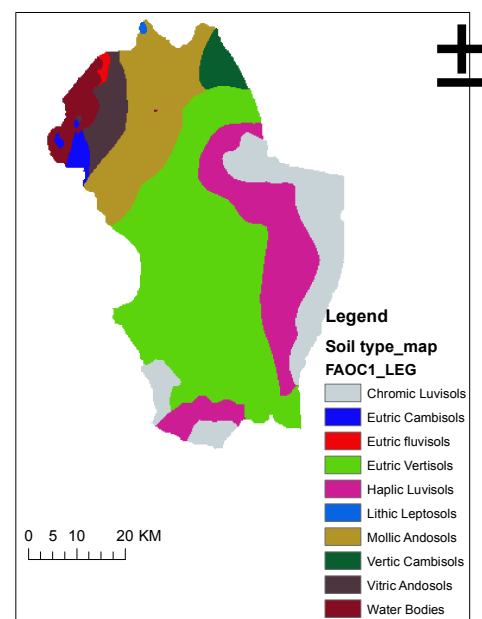 ±
Legend
Soil type_map
FAOC1_LEG
Chromic Luvisols
Eutric Cambisols
Eutric fluvisols
Eutric Vertisols
Haplic Luvisols
Lithic Leptosols
Mollic Andosols
Vertic Cambisols
Vitric Andosols
Water Bodies
0 5 10 20 KM